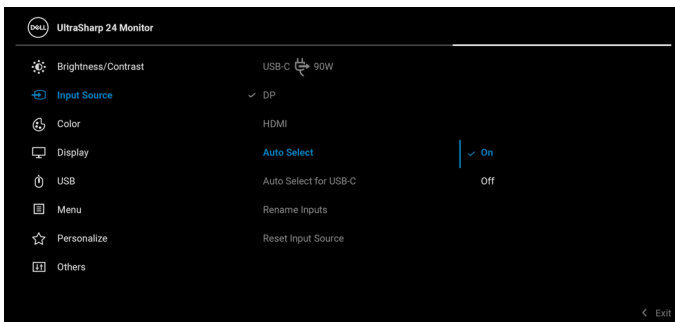 DELL UltraSharp 24 Monitor
Brightness/Contrast USB-C 90W
Input Source DP
Color HDMI
Display Auto Select On
USB Auto Select for USB-C Off
Menu Rename Inputs
Personalize Reset Input Source
Others
Exit